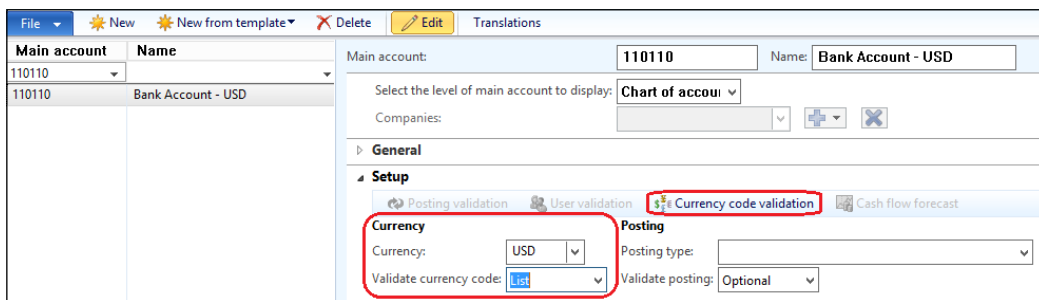 File New New from template Delete Edit Translations
Main account Name
110110
110110 Bank Account - USD
Main account: 110110 Name: Bank Account - USD
Select the level of main account to display: Chart of accou
Companies:
General
Setup
Posting validation User validation Currency code validation Cash flow forecast
Currency Posting
Currency: USD Posting type:
Validate currency code: List Validate posting: Optional